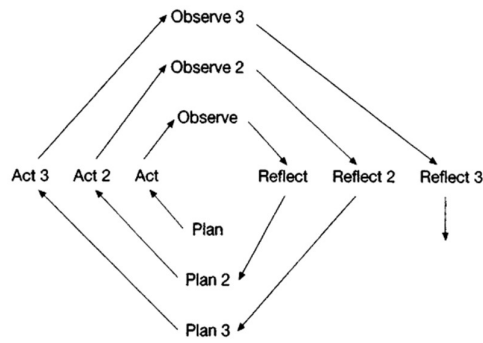 Observe 3
Observe 2
Observe
Act 3 Act 2 Act Reflect Reflect 2 Reflect 3
Plan
Plan 2
Plan 3